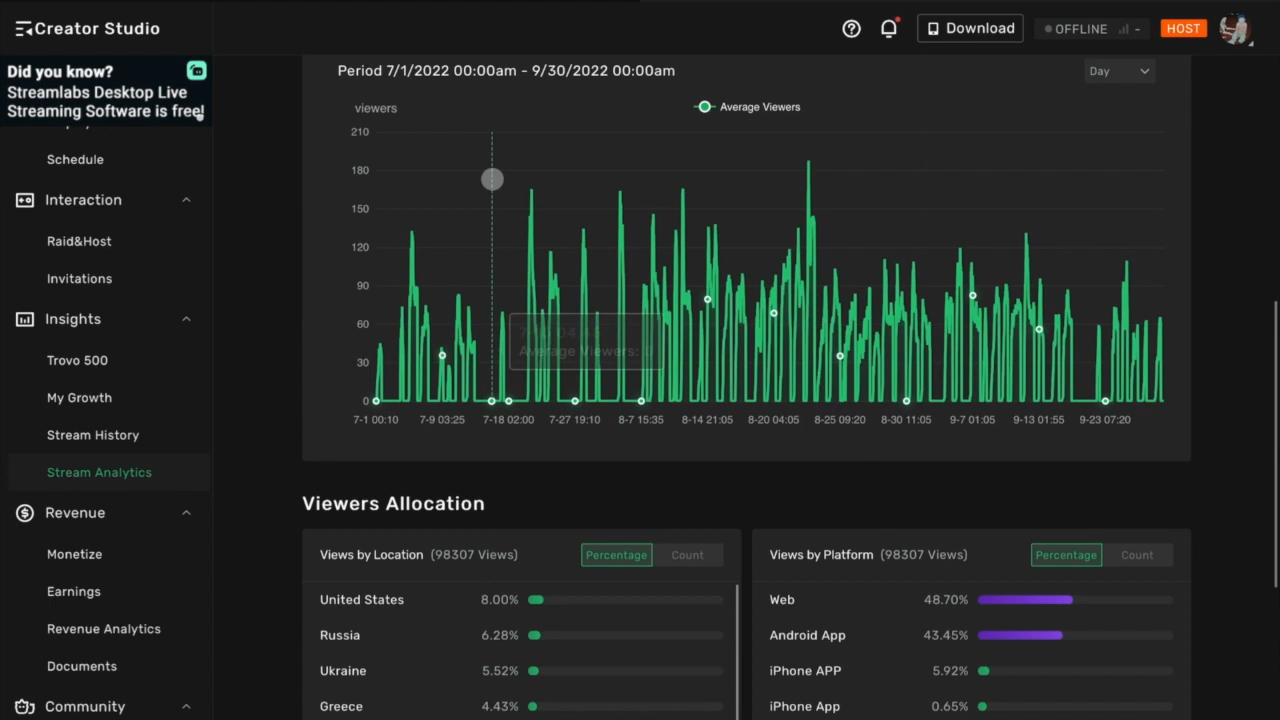 Creator Studio
Download
OFFLINE
-
HOST
Did you know?
Streamlabs Desktop Live
Streaming Software is free!
Schedule
Interaction
Raid&Host
Invitations
Insights
Trovo 500
My Growth
Stream History
Stream Analytics
Revenue
Monetize
Earnings
Revenue Analytics
Documents
Community
Period 7/1/2022 00:00am - 9/30/2022 00:00am
Day
viewers
Average Viewers
210
180
150
120
90
60
30
0
Average Viewers: 0
7-1 00:10 7-9 03:25 7-18 02:00 7-27 19:10 8-7 15:35 8-14 21:05 8-20 04:05 8-25 09:20 8-30 11:05 9-7 01:05 9-13 01:55 9-23 07:20
Viewers Allocation
Views by Location (98307 Views)
Percentage
Count
United States 8.00%
Russia 6.28%
Ukraine 5.52%
Greece 4.43%
Views by Platform (98307 Views)
Percentage
Count
Web 48.70%
Android App 43.45%
iPhone APP 5.92%
iPhone App 0.65%